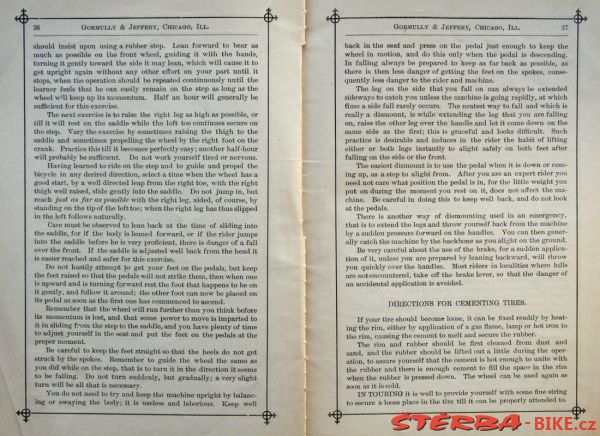 26
GORMULLY & JEFFERY, CHICAGO, ILL.
should insist upon using a rubber step. Lean forward to bear as
much as possible on the front wheel, guiding it with the hands,
turning it gently toward the side it may lean, which will cause it to
get upright again without any other effort on your part until it
stops, when the operation should be repeated continuously until the
learner feels that he can easily remain on the step as long as the
wheel will keep up its momentum. Half an hour will generally be
sufficient for this exercise.
The next exercise is to raise the right leg as high as possible, or
till it will rest on the saddle while the left toe continues secure on
the step. Vary the exercise by sometimes raising the thigh to the
saddle and sometimes propelling the wheel by the right foot on the
crank. Practise this till it becomes perfectly easy; another half-hour
will probably be sufficient. Do not work yourself tired or nervous.
Having learned to ride on the step and to guide and propel the
bicycle in any desired direction, select a time when the wheel has a
good start, by a well directed leap from the right toe, with the right
thigh well raised, slide gently into the saddle. Do not jump in, but
reach just as far as possible with the right leg, aided, of course, by
standing on the tip of the left toe; when the right leg has thus slipped
in the left follows naturally.
Care must be observed to lean back at the time of sliding into
the saddle, for if the body is leaned forward, or if the rider jumps
into the saddle before he is very proficient, there is danger of a fall
over the front. If the saddle is adjusted well back from the head it
is easier reached and safer for this exercise.
Do not hastily attempt to get your feet on the pedals, but keep
the feet raised so that the pedals will not strike them, then when one
is upward and is turning forward rest the foot that happens to be on
it gently, and follow it around; the other foot can now be placed on
its pedal as soon as the first one has commenced to ascend.
Remember that the wheel will run further than you think before
its momentum is lost, and that some power to move is imparted to
it in sliding from the step to the saddle, and you have plenty of time
to adjust yourself in the seat and put the feet on the pedals at the
proper moment.
Be careful to keep the feet straight so that the heels do not get
struck by the spokes. Remember to guide the wheel the same as
you did while on the step, that is to turn it in the direction it seems
to be falling. Do not turn suddenly, but gradually; a very slight
turn will be all that is necessary.
You do not need to try and keep the machine upright by balanc-
ing or swaying the body; it is useless and laborious. Keep well
GORMULLY & JEFFERY, CHICAGO, ILL.
27
back in the seat and press on the pedal just enough to keep the
wheel in motion, and do this only when the pedal is descending.
In falling always be prepared to keep as far back as possible, as
there is then less danger of getting the feet on the spokes, conse-
quently less danger to the rider and machine.
The leg on the side that you fall on can always be extended
sideways to catch you unless the machine is going rapidly, at which
time a side fall rarely occurs. The neatest way to fall and which is
really a dismount, is while extending the leg that you are falling
on, raise the other leg over the handle and let it come down on the
same side as the first; this is graceful and looks difficult. Such
practice is desirable and induces in the rider the habit of lifting
either or both legs instantly to alight safely on both feet after
falling on the side or the front.
The easiest dismount is to use the pedal when it is down or com-
ing up, as a step to alight from. After you are an expert rider you
need not care what position the pedal is in, for the little weight you
put on during the moment you rest on it, does not affect the ma-
chine. Be careful in doing this to keep well back, and do not look
at the pedals.
There is another way of dismounting used in an emergency,
that is to extend the legs and throw yourself back from the machine
by a sudden pressure forward on the handles. You can then gener-
ally catch the machine by the backbone as you alight on the ground.
Be very careful about the use of the brake, for a sudden applica-
tion of it, unless you are prepared by leaning backward, will throw
you quickly over the handles. Most riders in localities where hills
are not encountered, take off the brake lever, so that the danger of
an accidental application is avoided.
DIRECTIONS FOR CEMENTING TIRES.
If your tire should become loose, it can be fixed readily by heat-
ing the rim, either by application of a gas flame, lamp or hot iron to
the rim, causing the cement to melt and secure the rubber.
The rim and rubber should be first cleaned from dust and
sand, and the rubber should be lifted out a little during the oper-
ation, to assure yourself that the cement is hot enough to unite with
the rubber and there is enough cement to fill the space in the rim
when the rubber is pressed down. The wheel can be used again as
soon as it is cold.
IN TOURING it is well to provide yourself with some fine string
to secure a loose place in the tire till it can be properly attended to.
ŠTĚRBA-BIKE.cz